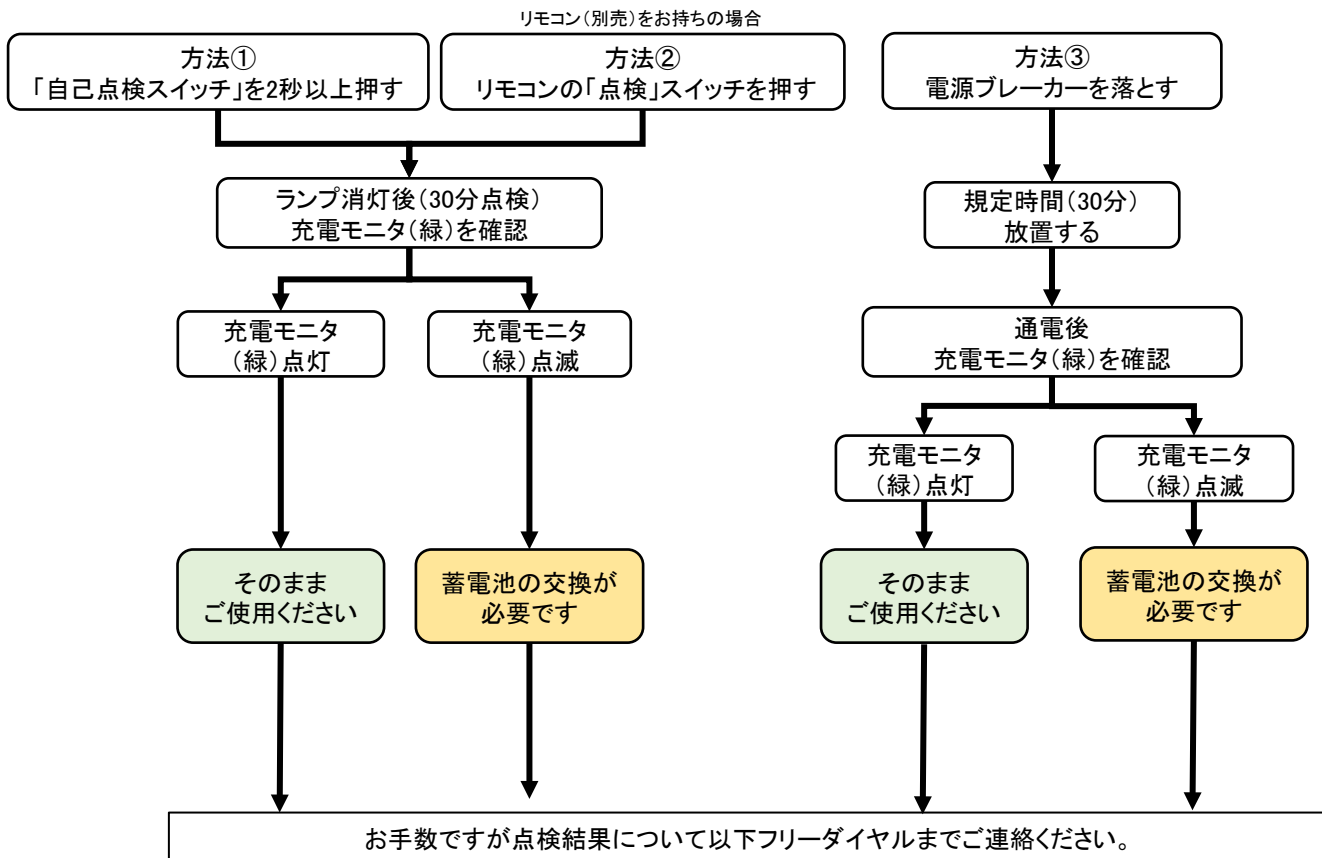 リモコン（別売）をお持ちの場合
方法①
「自己点検スイッチ」を2秒以上押す
方法②
リモコンの「点検」スイッチを押す
方法③
電源ブレーカーを落とす
ランプ消灯後（30分点検）
充電モニタ（緑）を確認
規定時間（30分）
放置する
充電モニタ
（緑）点灯
充電モニタ
（緑）点滅
通電後
充電モニタ（緑）を確認
充電モニタ
（緑）点灯
充電モニタ
（緑）点滅
そのまま
ご使用ください
蓄電池の交換が
必要です
そのまま
ご使用ください
蓄電池の交換が
必要です
お手数ですが点検結果について以下フリーダイヤルまでご連絡ください。